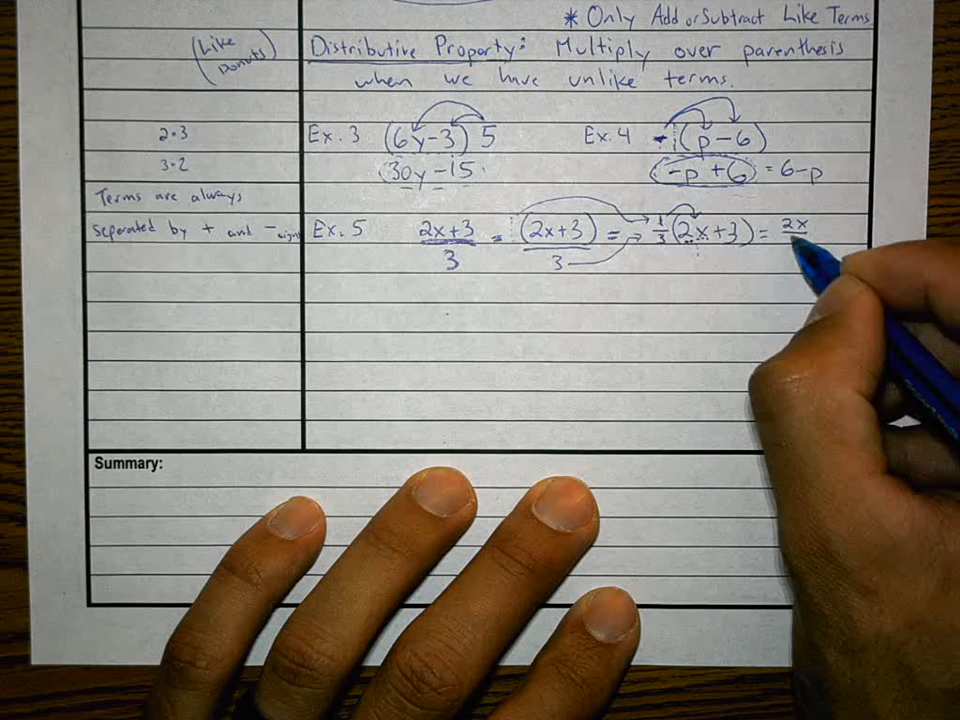 * Only Add or Subtract Like Terms
(Like Donuts)
Distributive Property: Multiply over parenthesis
when we have unlike terms.
2·3
3·2
Ex. 3 (6y-3) 5
30y -15
Ex. 4 -1(p-6)
-p+6 = 6-p
Terms are always
separated by + and - signs
Ex. 5 2x+3/3 = (2x+3)/3 = 1/3(2x+3) = 2x
Summary: